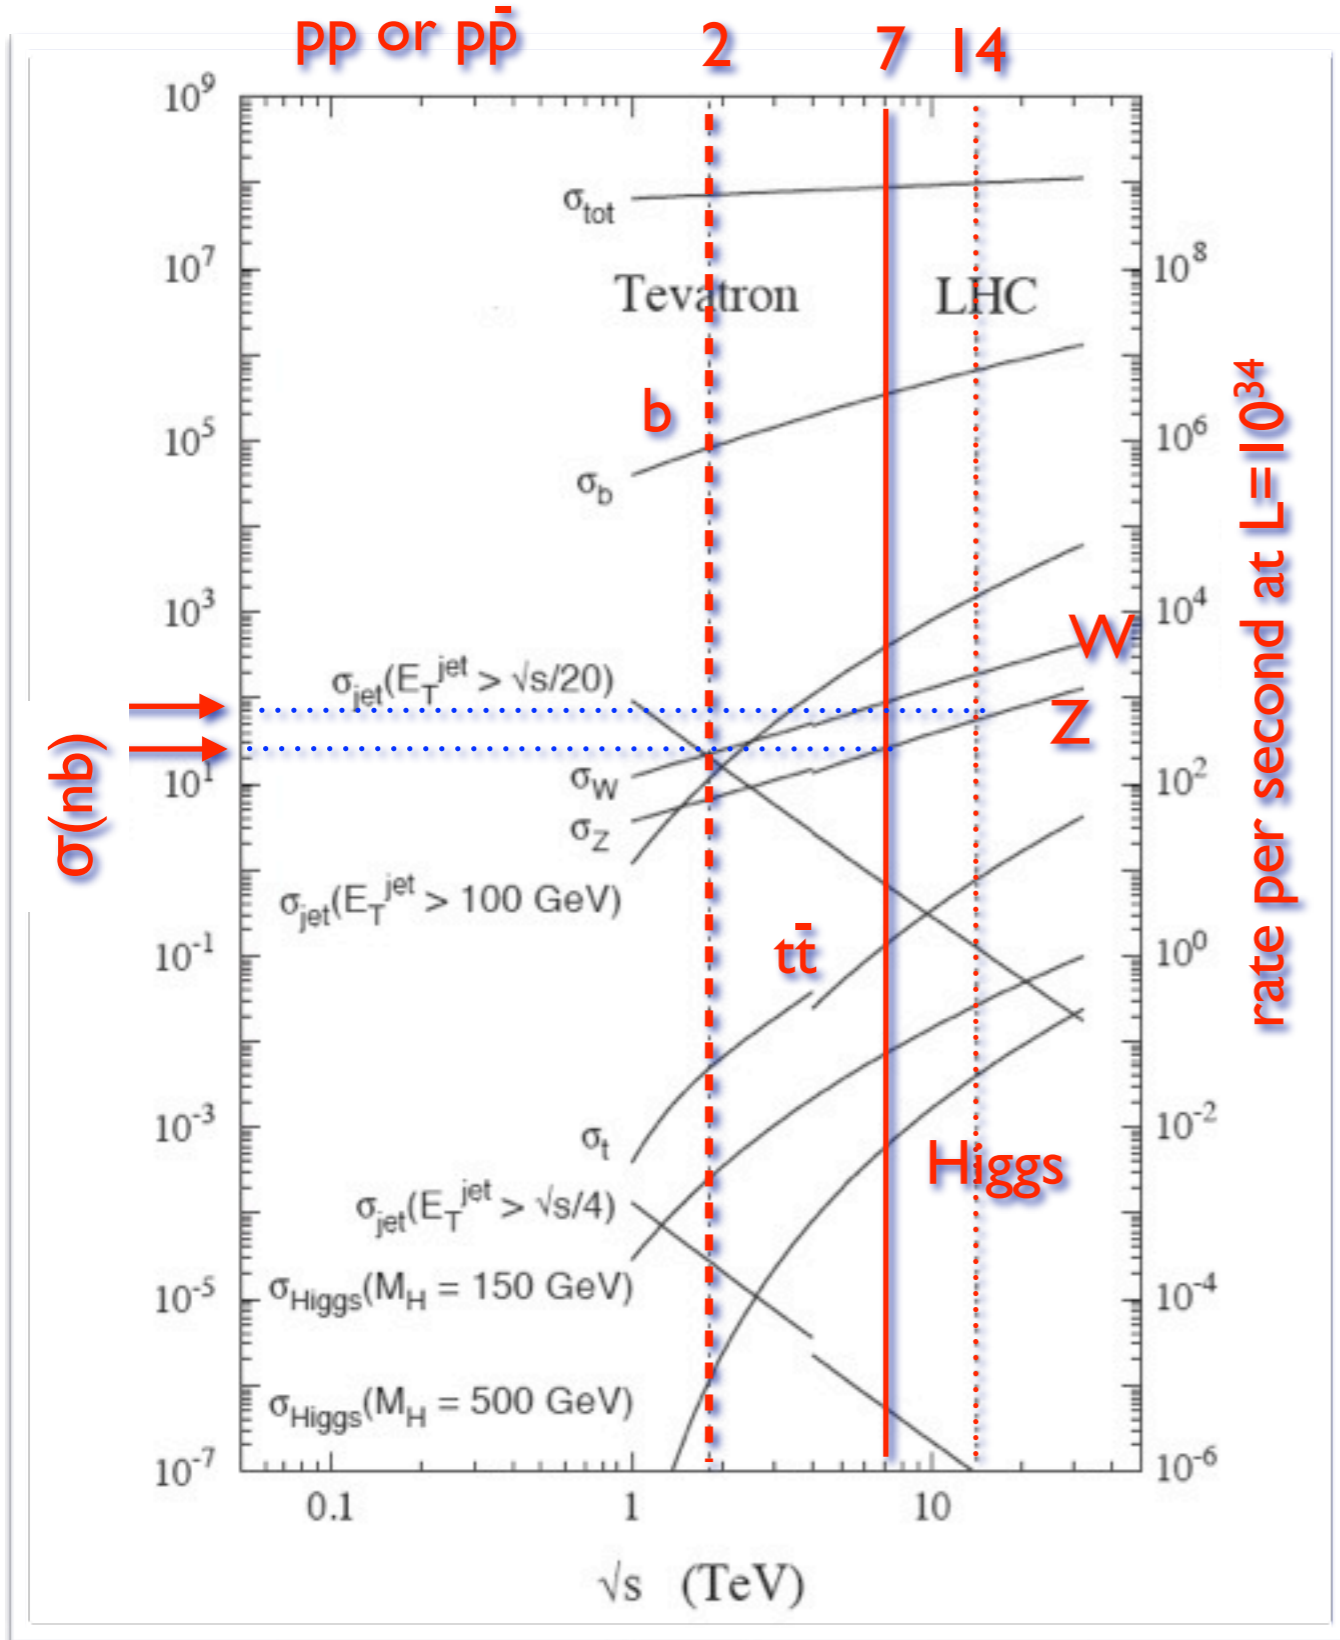 pp or pp̄ 2 7 14
10⁹
σtot
10⁷ 10⁸
Tevatron LHC
b
10⁵ 10⁶
σb
10³ 10⁴
W
σjet(ETjet > √s/20)
Z
σW
10¹ 10²
σZ
σjet(ETjet > 100 GeV)
tt̄
10⁻¹ 10⁰
10⁻³ 10⁻²
σt
Higgs
σjet(ETjet > √s/4)
σHiggs(MH = 150 GeV)
10⁻⁵ 10⁻⁴
σHiggs(MH = 500 GeV)
10⁻⁷ 10⁻⁶
0.1 1 10
√s (TeV)
σ(nb)
rate per second at L=10³⁴